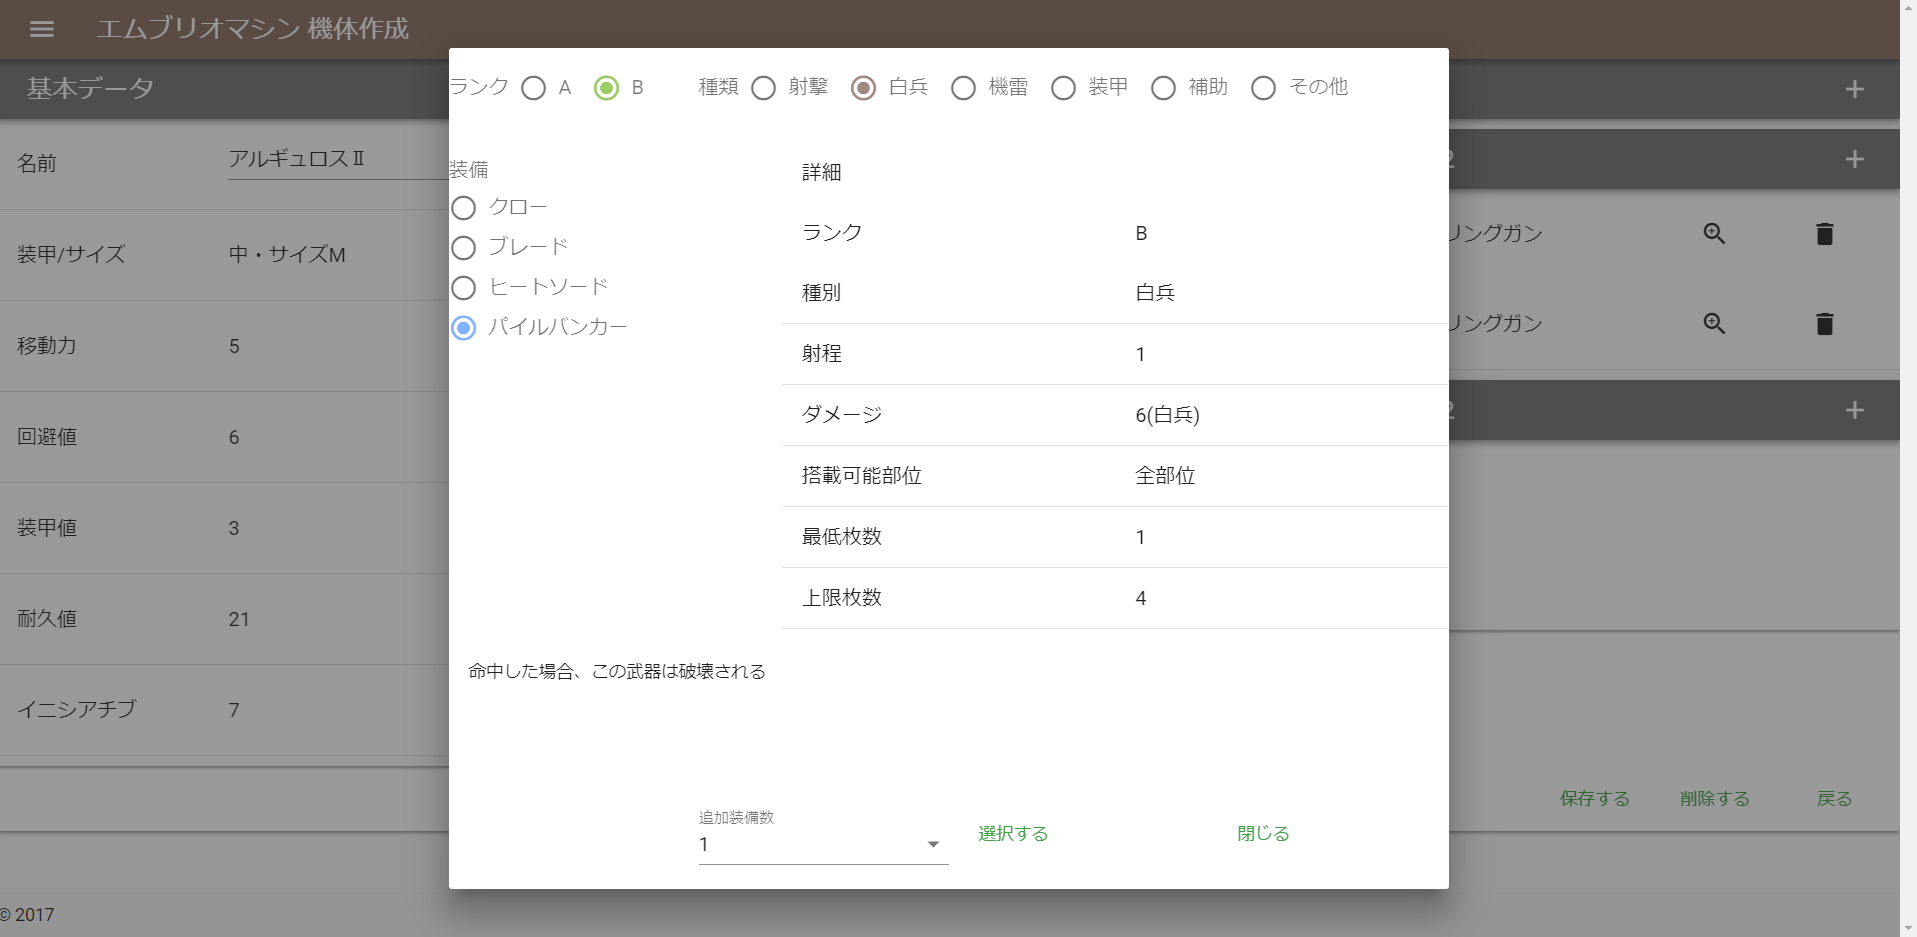 エムブリオマシン 機体作成
基本データ
名前 アルギュロスⅡ
装甲/サイズ 中・サイズM
移動力 5
回避値 6
装甲値 3
耐久値 21
イニシアチブ 7
© 2017
ランク A B 種類 射撃 白兵 機雷 装甲 補助 その他
装備
クロー
ブレード
ヒートソード
パイルバンカー
詳細
ランク B
種別 白兵
射程 1
ダメージ 6(白兵)
搭載可能部位 全部位
最低枚数 1
上限枚数 4
命中した場合、この武器は破壊される
追加装備数
1
選択する 閉じる
2
リングガン
リングガン
2
保存する 削除する 戻る